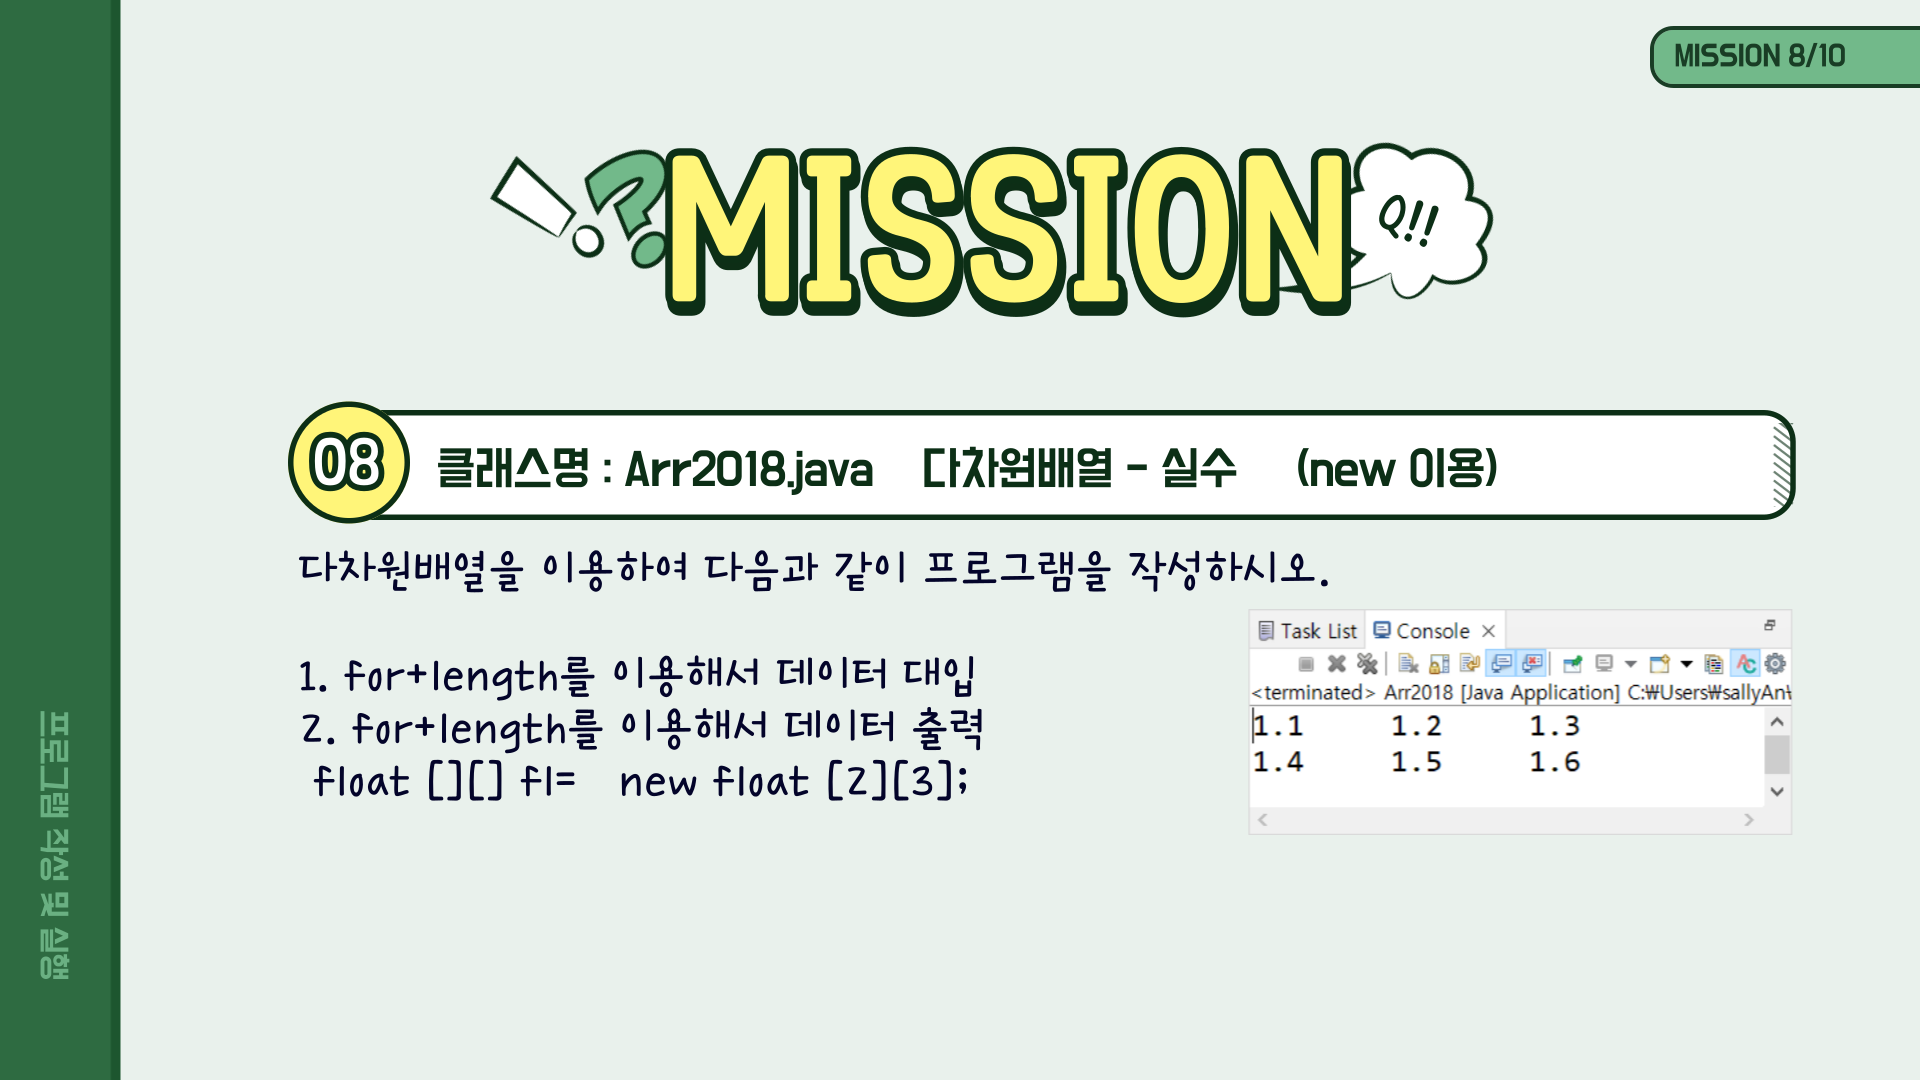 MISSION 8/10
MISSION
Q!!
08
클래스명 : Arr2018.java 다차원배열 - 실수 (new 이용)
다차원배열을 이용하여 다음과 같이 프로그램을 작성하시오.
1. for+length를 이용해서 데이터 대입
2. for+length를 이용해서 데이터 출력
float [][] fl= new float [2][3];
Task List Console
<terminated> Arr2018 [Java Application] C:₩Users₩sallyAn₩
1.1 1.2 1.3
1.4 1.5 1.6
프로그램 작성 및 실행